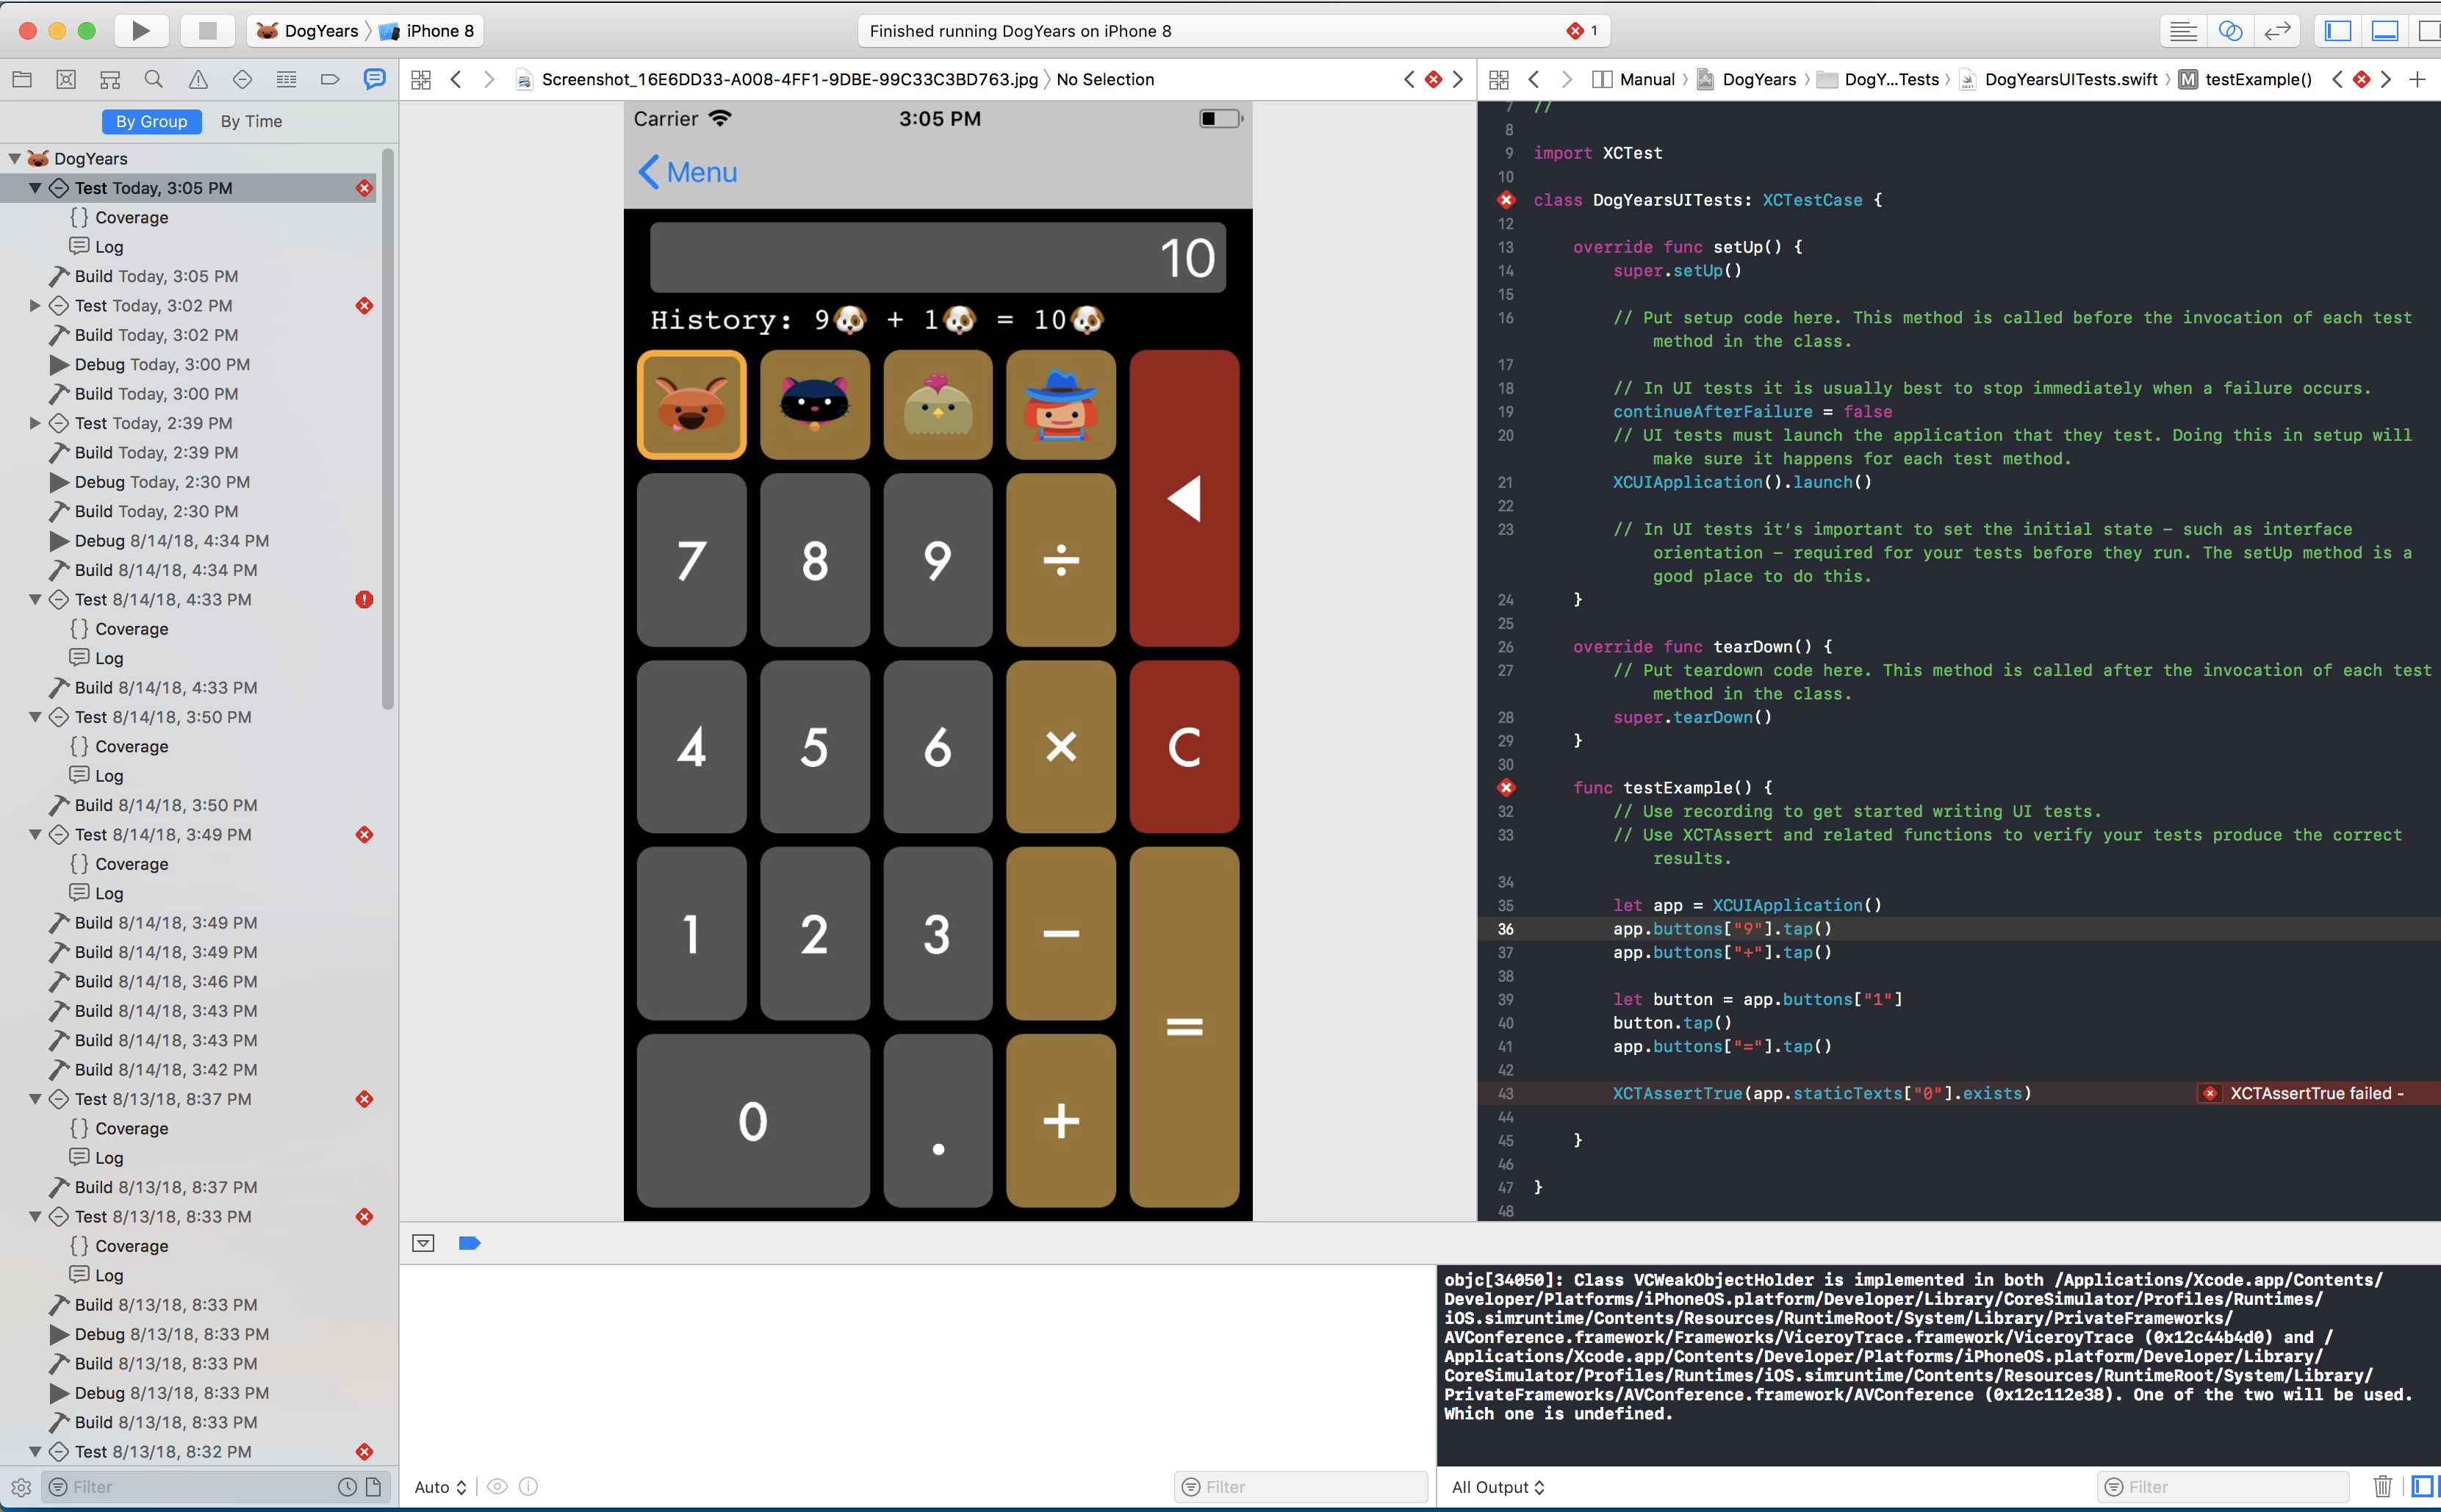 DogYears
iPhone 8
Finished running DogYears on iPhone 8
1
Screenshot_16E6DD33-A008-4FF1-9DBE-99C33C3BD763.jpg
No Selection
Manual
DogYears
DogY...Tests
DogYearsUITests.swift
M
testExample()
By Group
By Time
DogYears
Test Today, 3:05 PM
{} Coverage
Log
Build Today, 3:05 PM
Test Today, 3:02 PM
Build Today, 3:02 PM
Debug Today, 3:00 PM
Build Today, 3:00 PM
Test Today, 2:39 PM
Build Today, 2:39 PM
Debug Today, 2:30 PM
Build Today, 2:30 PM
Debug 8/14/18, 4:34 PM
Build 8/14/18, 4:34 PM
Test 8/14/18, 4:33 PM
{} Coverage
Log
Build 8/14/18, 4:33 PM
Test 8/14/18, 3:50 PM
{} Coverage
Log
Build 8/14/18, 3:50 PM
Test 8/14/18, 3:49 PM
{} Coverage
Log
Build 8/14/18, 3:49 PM
Build 8/14/18, 3:49 PM
Build 8/14/18, 3:46 PM
Build 8/14/18, 3:43 PM
Build 8/14/18, 3:43 PM
Build 8/14/18, 3:42 PM
Test 8/13/18, 8:37 PM
{} Coverage
Log
Build 8/13/18, 8:37 PM
Test 8/13/18, 8:33 PM
{} Coverage
Log
Build 8/13/18, 8:33 PM
Debug 8/13/18, 8:33 PM
Build 8/13/18, 8:33 PM
Debug 8/13/18, 8:33 PM
Build 8/13/18, 8:33 PM
Test 8/13/18, 8:32 PM
Filter
Carrier
3:05 PM
Menu
10
History: 9🐶 + 1🐶 = 10🐶
7 8 9 ÷
4 5 6 × C
1 2 3 −
=
0 . +
7 //
8
9 import XCTest
10
class DogYearsUITests: XCTestCase {
12
13 override func setUp() {
14 super.setUp()
15
16 // Put setup code here. This method is called before the invocation of each test
method in the class.
17
18 // In UI tests it is usually best to stop immediately when a failure occurs.
19 continueAfterFailure = false
20 // UI tests must launch the application that they test. Doing this in setup will
make sure it happens for each test method.
21 XCUIApplication().launch()
22
23 // In UI tests it’s important to set the initial state – such as interface
orientation – required for your tests before they run. The setUp method is a
good place to do this.
24 }
25
26 override func tearDown() {
27 // Put teardown code here. This method is called after the invocation of each test
method in the class.
28 super.tearDown()
29 }
30
func testExample() {
32 // Use recording to get started writing UI tests.
33 // Use XCTAssert and related functions to verify your tests produce the correct
results.
34
35 let app = XCUIApplication()
36 app.buttons["9"].tap()
37 app.buttons["+"].tap()
38
39 let button = app.buttons["1"]
40 button.tap()
41 app.buttons["="].tap()
42
43 XCTAssertTrue(app.staticTexts["0"].exists)
XCTAssertTrue failed -
44
45 }
46
47 }
48
objc[34050]: Class VCWeakObjectHolder is implemented in both /Applications/Xcode.app/Contents/
Developer/Platforms/iPhoneOS.platform/Developer/Library/CoreSimulator/Profiles/Runtimes/
iOS.simruntime/Contents/Resources/RuntimeRoot/System/Library/PrivateFrameworks/
AVConference.framework/Frameworks/ViceroyTrace.framework/ViceroyTrace (0x12c44b4d0) and /
Applications/Xcode.app/Contents/Developer/Platforms/iPhoneOS.platform/Developer/Library/
CoreSimulator/Profiles/Runtimes/iOS.simruntime/Contents/Resources/RuntimeRoot/System/Library/
PrivateFrameworks/AVConference.framework/AVConference (0x12c112e38). One of the two will be used.
Which one is undefined.
Auto
Filter
All Output
Filter